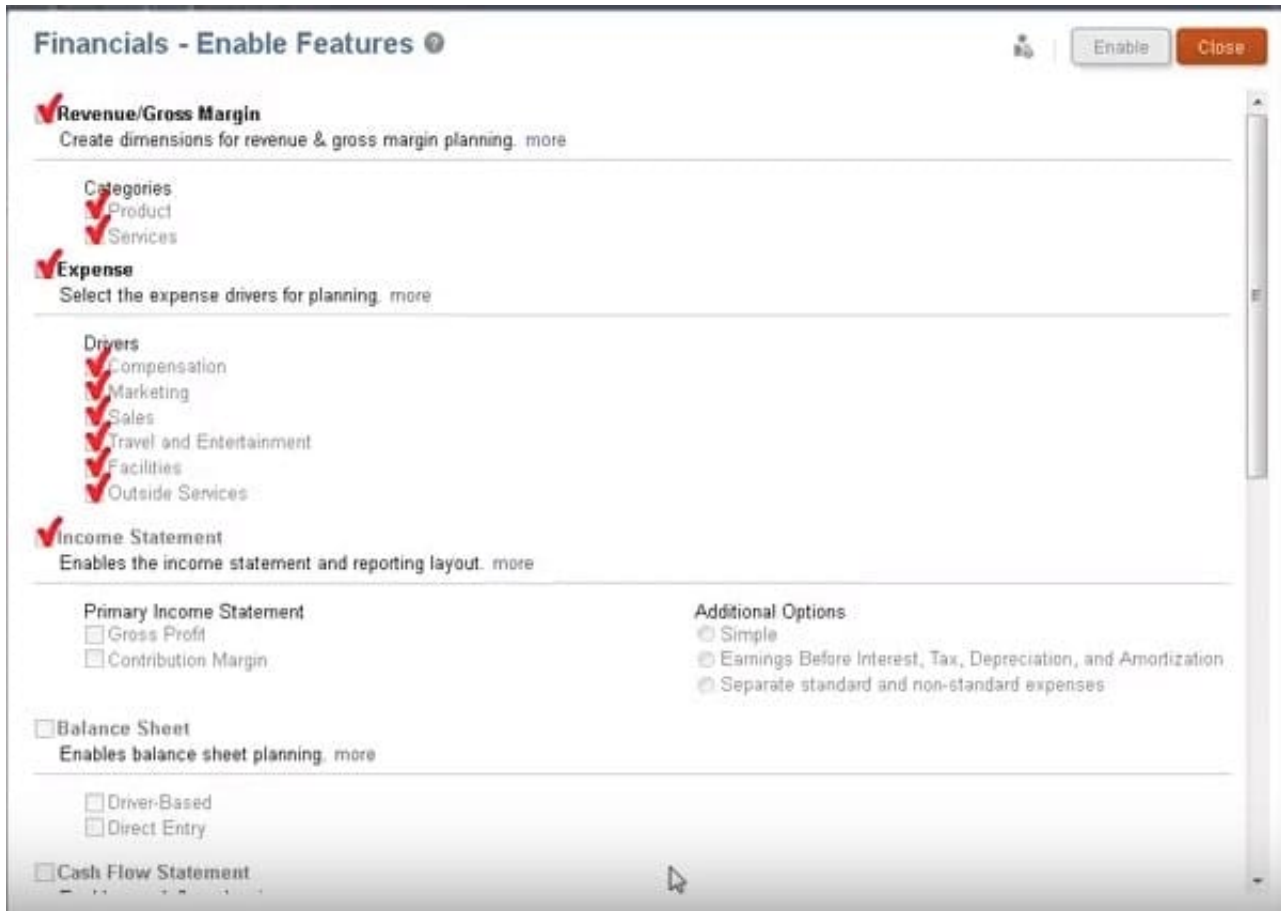 Financials - Enable Features
Enable
Close
Revenue/Gross Margin
Create dimensions for revenue & gross margin planning. more
Categories
Product
Services
Expense
Select the expense drivers for planning. more
Drivers
Compensation
Marketing
Sales
Travel and Entertainment
Facilities
Outside Services
Income Statement
Enables the income statement and reporting layout. more
Primary Income Statement
Gross Profit
Contribution Margin
Additional Options
Simple
Earnings Before Interest, Tax, Depreciation, and Amortization
Separate standard and non-standard expenses
Balance Sheet
Enables balance sheet planning. more
Driver-Based
Direct Entry
Cash Flow Statement